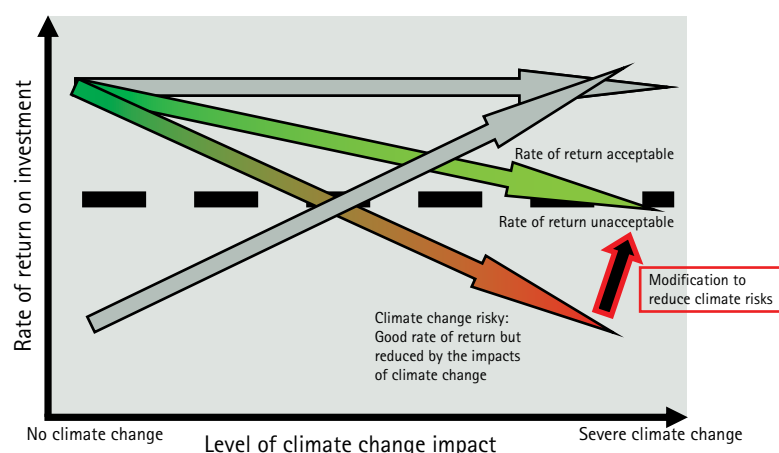 Rate of return on investment
Rate of return acceptable
Rate of return unacceptable
Modification to
reduce climate risks
Climate change risky:
Good rate of return but
reduced by the impacts
of climate change
No climate change
Level of climate change impact
Severe climate change